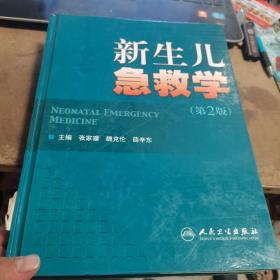 新生儿
急救学
(第2版)
NEONATAL EMERGENCY
MEDICINE
主编 张家骧 魏克伦 薛辛东
人民卫生出版社